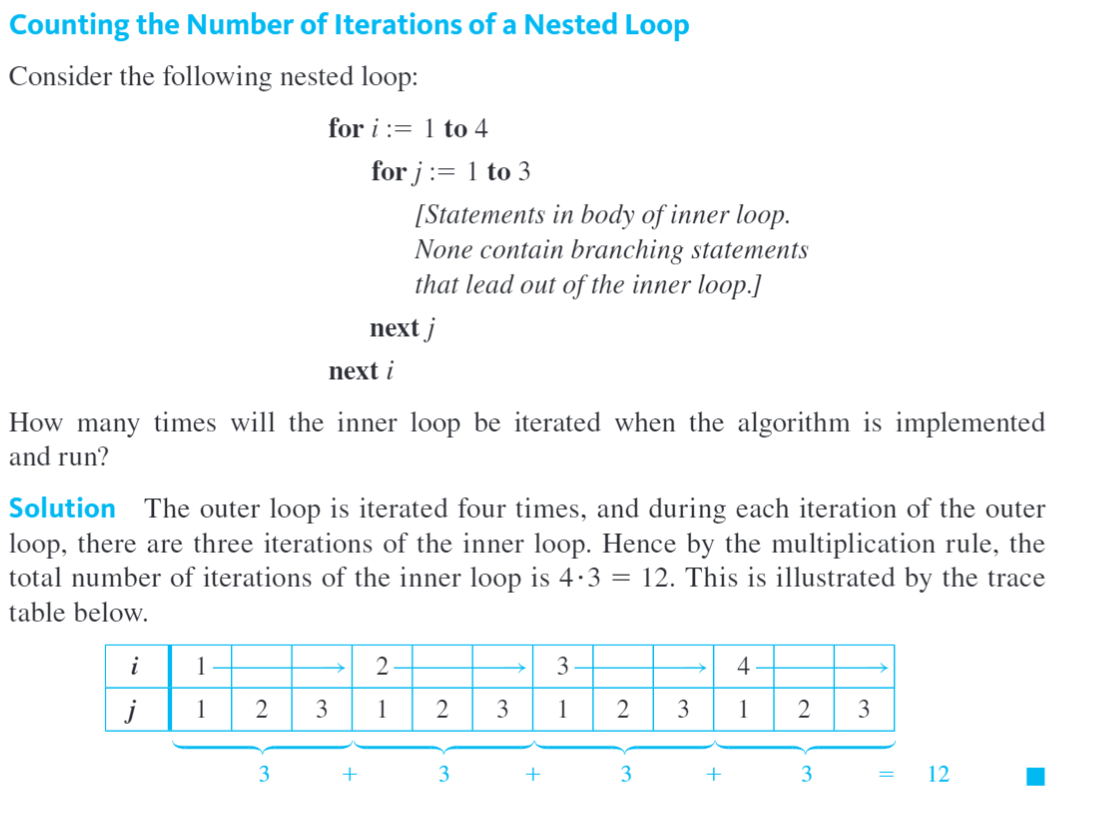 Counting the Number of Iterations of a Nested Loop
Consider the following nested loop:
for i := 1 to 4
for j := 1 to 3
[Statements in body of inner loop.
None contain branching statements
that lead out of the inner loop.]
next j
next i
How many times will the inner loop be iterated when the algorithm is implemented
and run?
Solution The outer loop is iterated four times, and during each iteration of the outer
loop, there are three iterations of the inner loop. Hence by the multiplication rule, the
total number of iterations of the inner loop is 4·3 = 12. This is illustrated by the trace
table below.
i 1 2 3 4
j 1 2 3 1 2 3 1 2 3 1 2 3
3 + 3 + 3 + 3 = 12